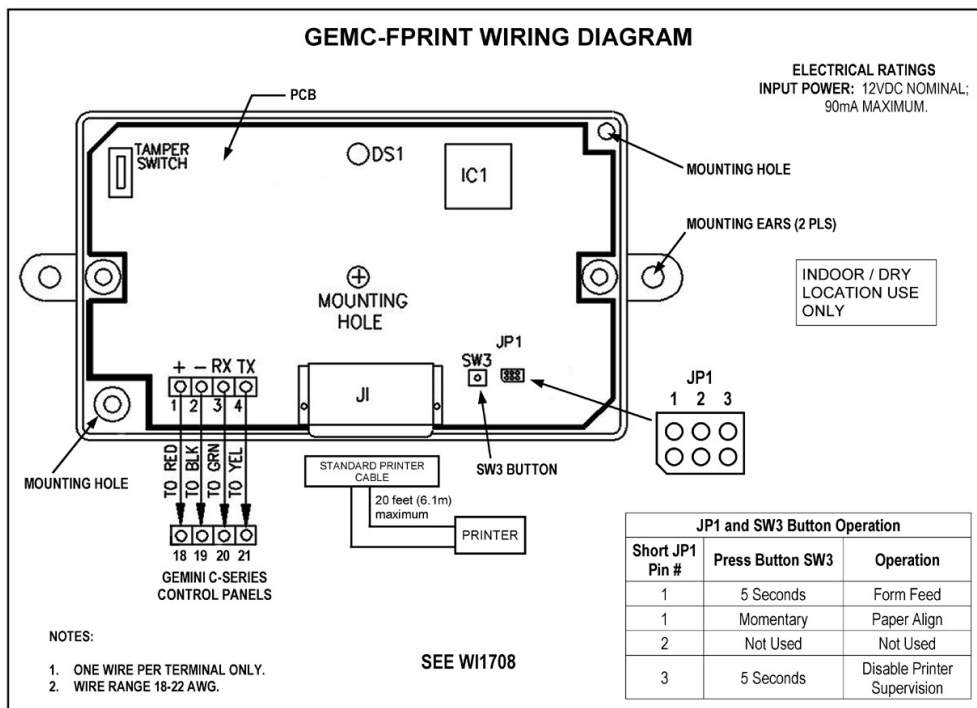 GEMC-FPRINT WIRING DIAGRAM
ELECTRICAL RATINGS
INPUT POWER: 12VDC NOMINAL;
90mA MAXIMUM.
PCB
TAMPER
SWITCH
DS1
IC1
MOUNTING HOLE
MOUNTING EARS (2 PLS)
INDOOR / DRY
LOCATION USE
ONLY
MOUNTING
HOLE
JP1
SW3
+ – RX TX
1 2 3 4
J1
JP1
1 2 3
SW3 BUTTON
MOUNTING HOLE
TO RED
TO BLK
TO GRN
TO YEL
STANDARD PRINTER
CABLE
20 feet (6.1m)
maximum
PRINTER
18 19 20 21
GEMINI C-SERIES
CONTROL PANELS
JP1 and SW3 Button Operation
Short JP1
Pin # Press Button SW3 Operation
1 5 Seconds Form Feed
1 Momentary Paper Align
2 Not Used Not Used
3 5 Seconds Disable Printer
Supervision
NOTES:
1. ONE WIRE PER TERMINAL ONLY.
2. WIRE RANGE 18-22 AWG.
SEE WI1708